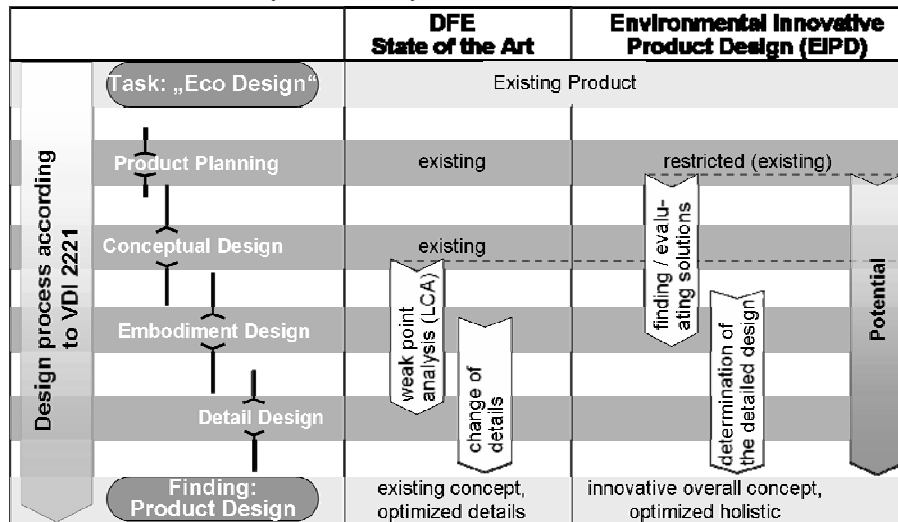 DFE
State of the Art
Environmental Innovative
Product Design (EIPD)
Design process according
to VDI 2221
Task: „Eco Design“
Existing Product
Product Planning
existing
restricted (existing)
Conceptual Design
existing
Embodiment Design
Detail Design
weak point
analysis (LCA)
change of
details
finding / evalu-
ating solutions
determination of
the detailed design
Potential
Finding:
Product Design
existing concept,
optimized details
innovative overall concept,
optimized holistic